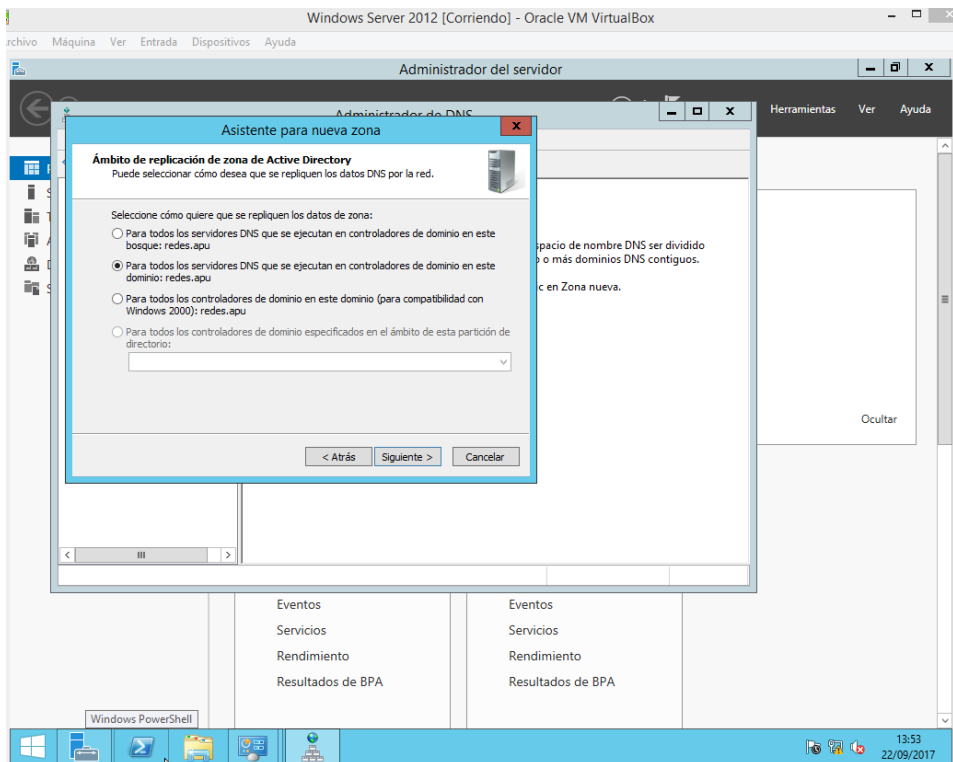 Windows Server 2012 [Corriendo] - Oracle VM VirtualBox
Máquina Ver Entrada Dispositivos Ayuda
Administrador del servidor
Herramientas Ver Ayuda
Administrador de DNS
Asistente para nueva zona
Ámbito de replicación de zona de Active Directory
Puede seleccionar cómo desea que se repliquen los datos DNS por la red.
Seleccione cómo quiere que se repliquen los datos de zona:
Para todos los servidores DNS que se ejecutan en controladores de dominio en este
bosque: redes.apu
Para todos los servidores DNS que se ejecutan en controladores de dominio en este
dominio: redes.apu
Para todos los controladores de dominio en este dominio (para compatibilidad con
Windows 2000): redes.apu
Para todos los controladores de dominio especificados en el ámbito de esta partición de
directorio:
< Atrás Siguiente > Cancelar
de nombre DNS ser dividido
o más dominios DNS contiguos.
en Zona nueva.
Ocultar
Eventos
Servicios
Rendimiento
Resultados de BPA
Eventos
Servicios
Rendimiento
Resultados de BPA
Windows PowerShell
13:53
22/09/2017